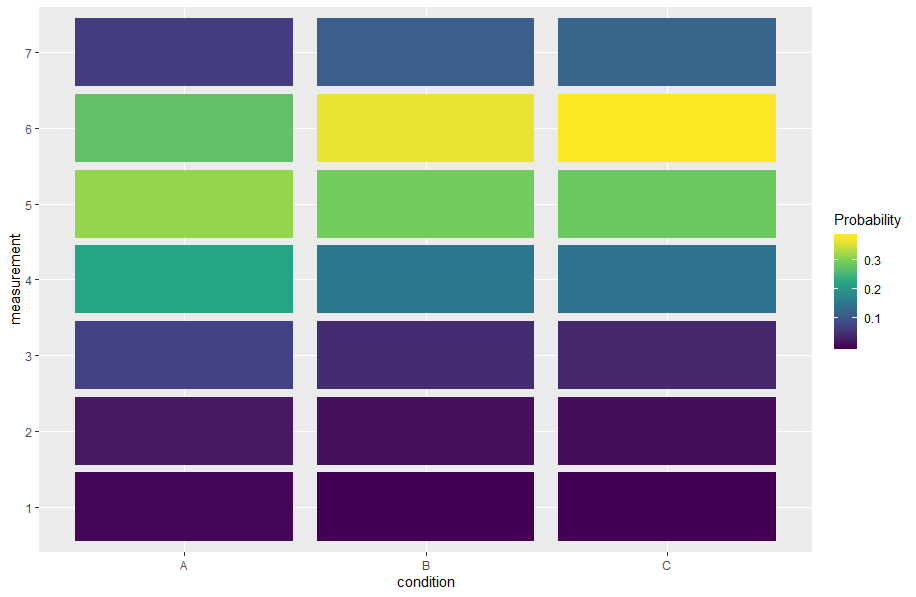 measurement
7
6
5
4
3
2
1
A B C
condition
Probability
0.3
0.2
0.1